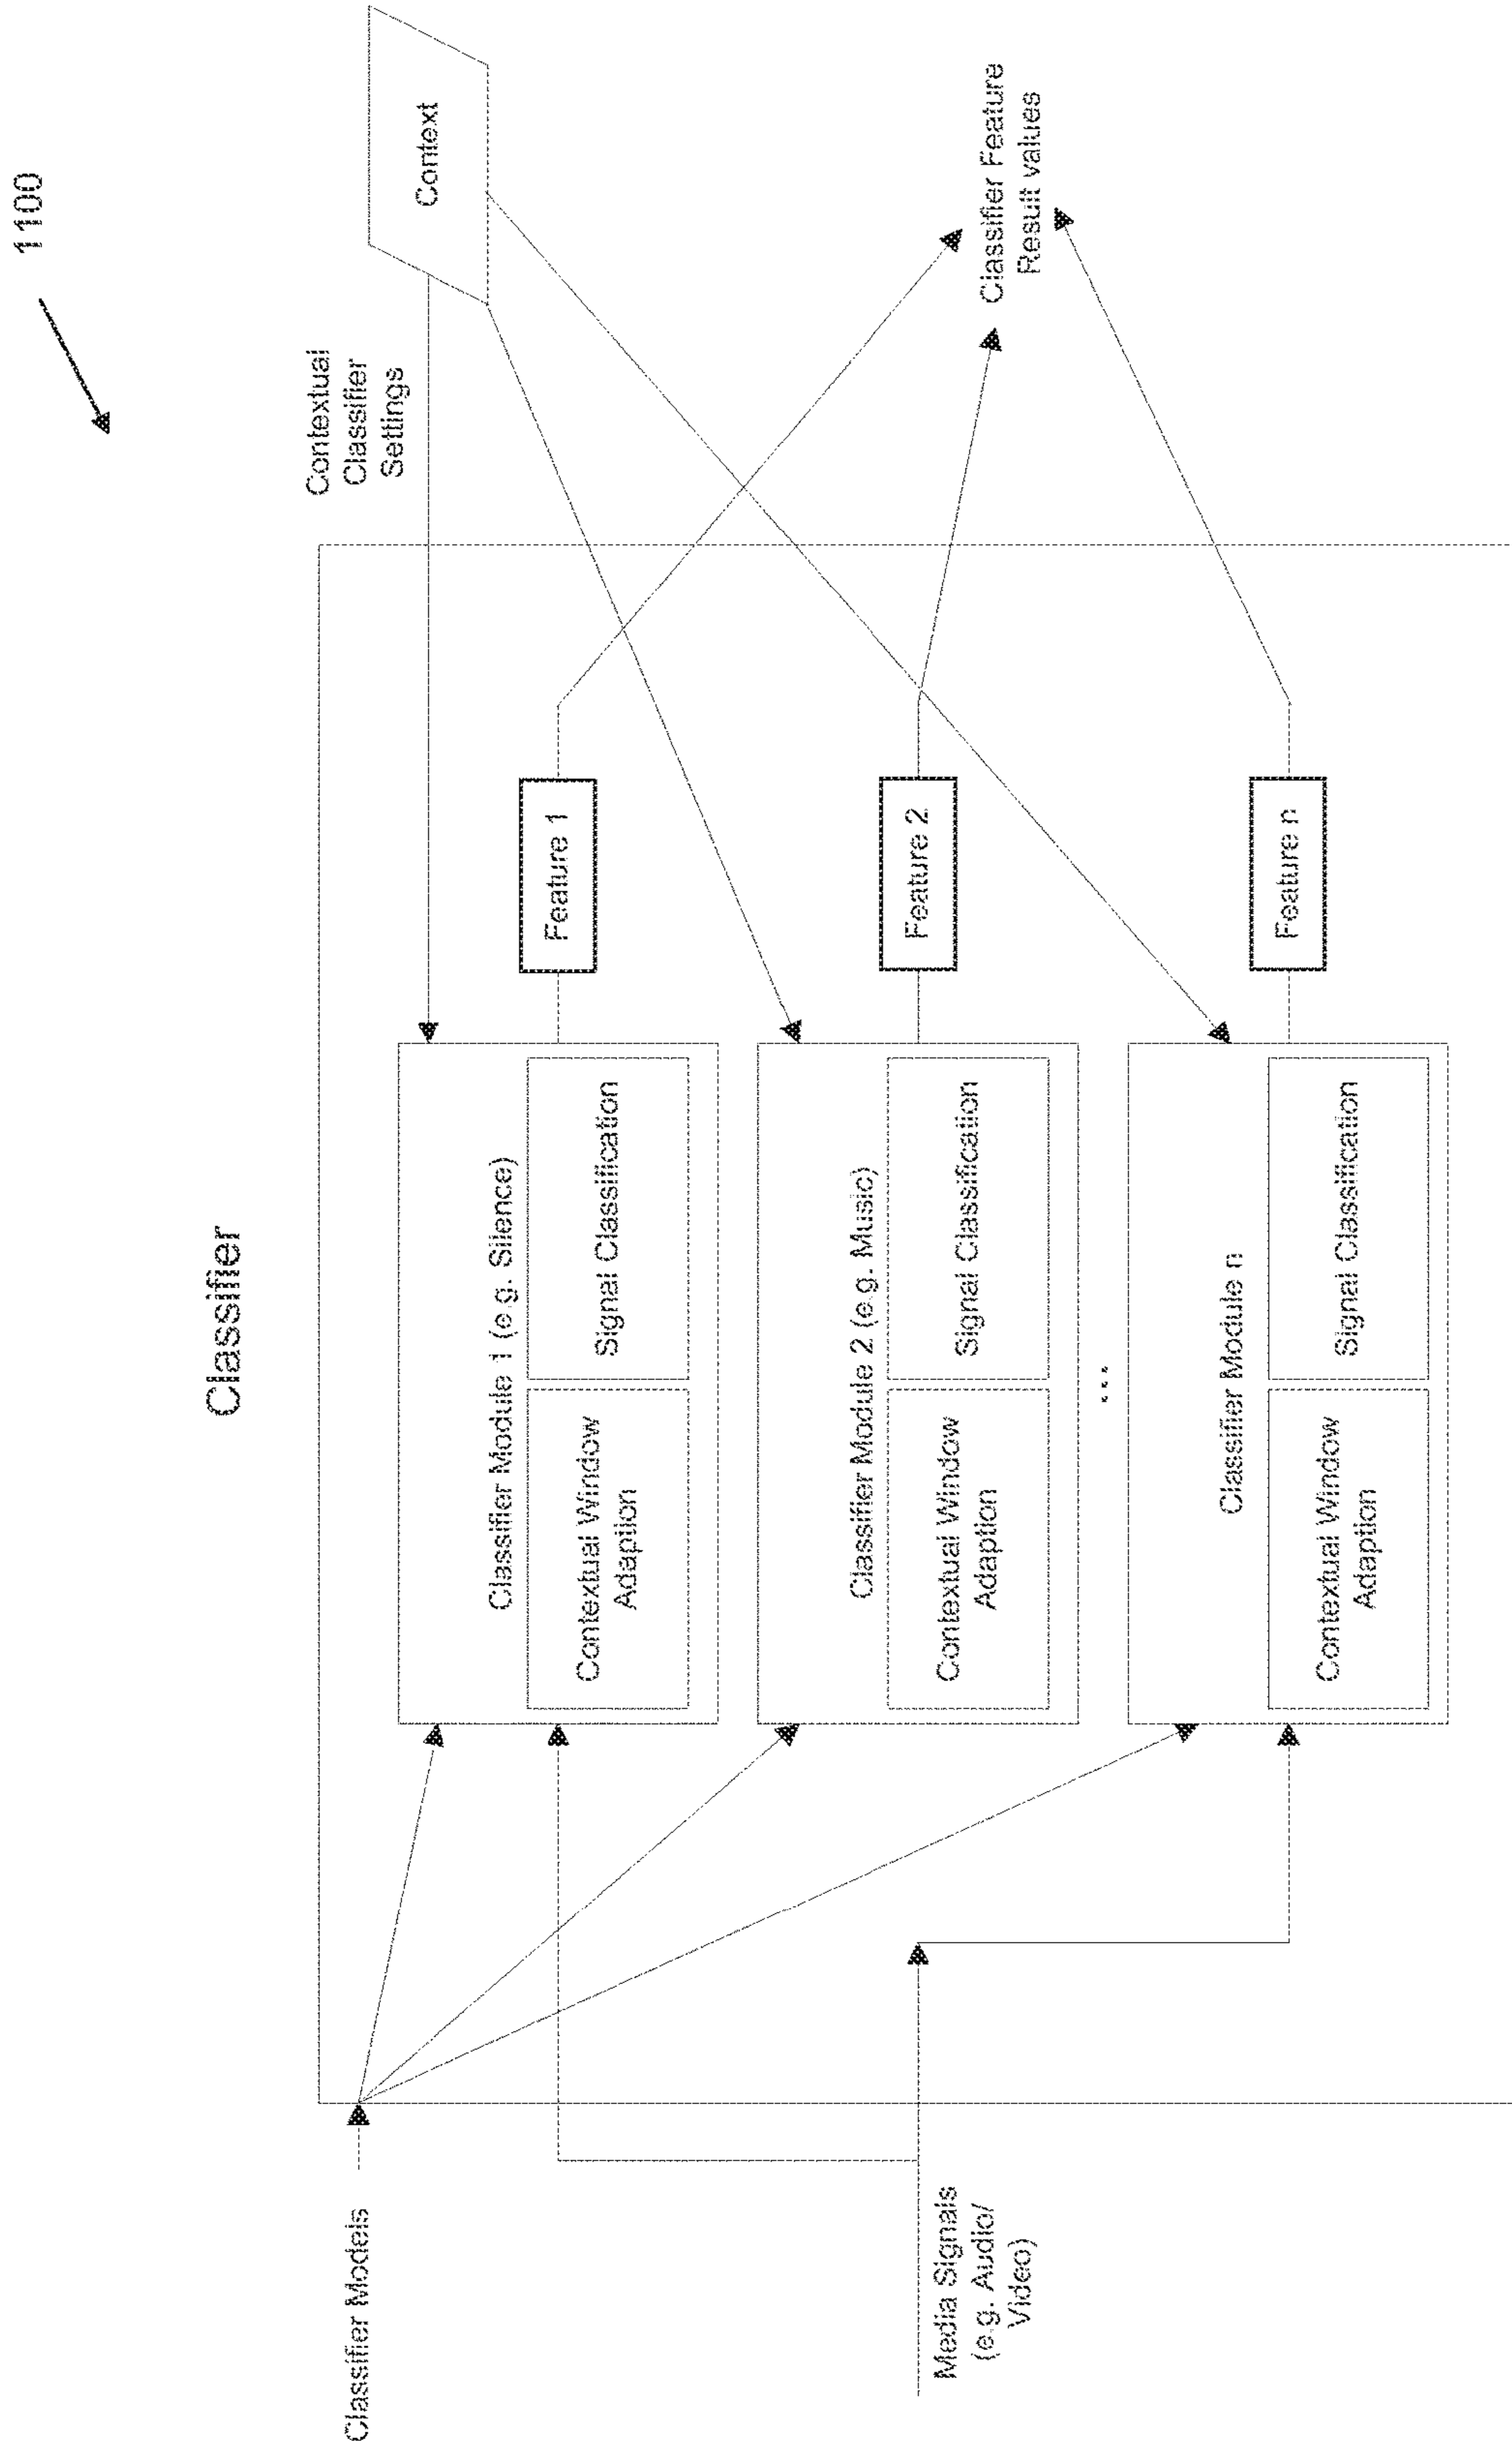 1100
Classifier
Classifier Models
Contextual
Classifier
Settings
Context
Classifier Module 1 (e.g. Silence)
Contextual Window
Adaption
Signal Classification
Feature 1
Classifier Module 2 (e.g. Music)
Contextual Window
Adaption
Signal Classification
Feature 2
Media Signals
(e.g. Audio/
Video)
Classifier Feature
Result values
...
Classifier Module n
Contextual Window
Adaption
Signal Classification
Feature n